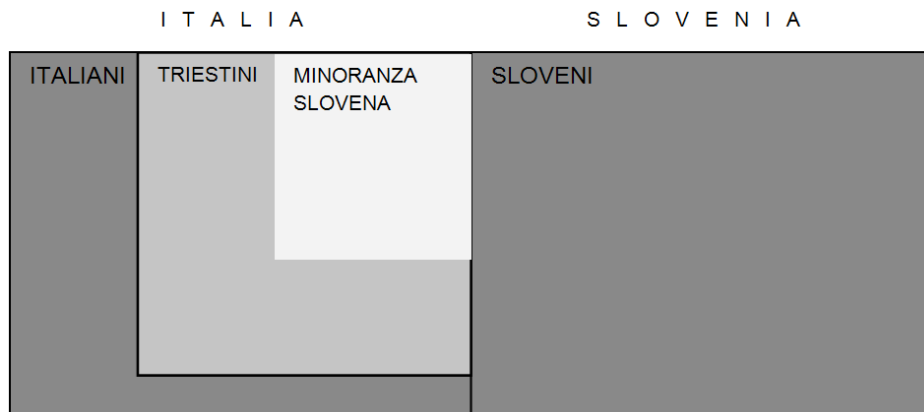 I T A L I A
S L O V E N I A
ITALIANI
TRIESTINI
MINORANZA
SLOVENA
SLOVENI